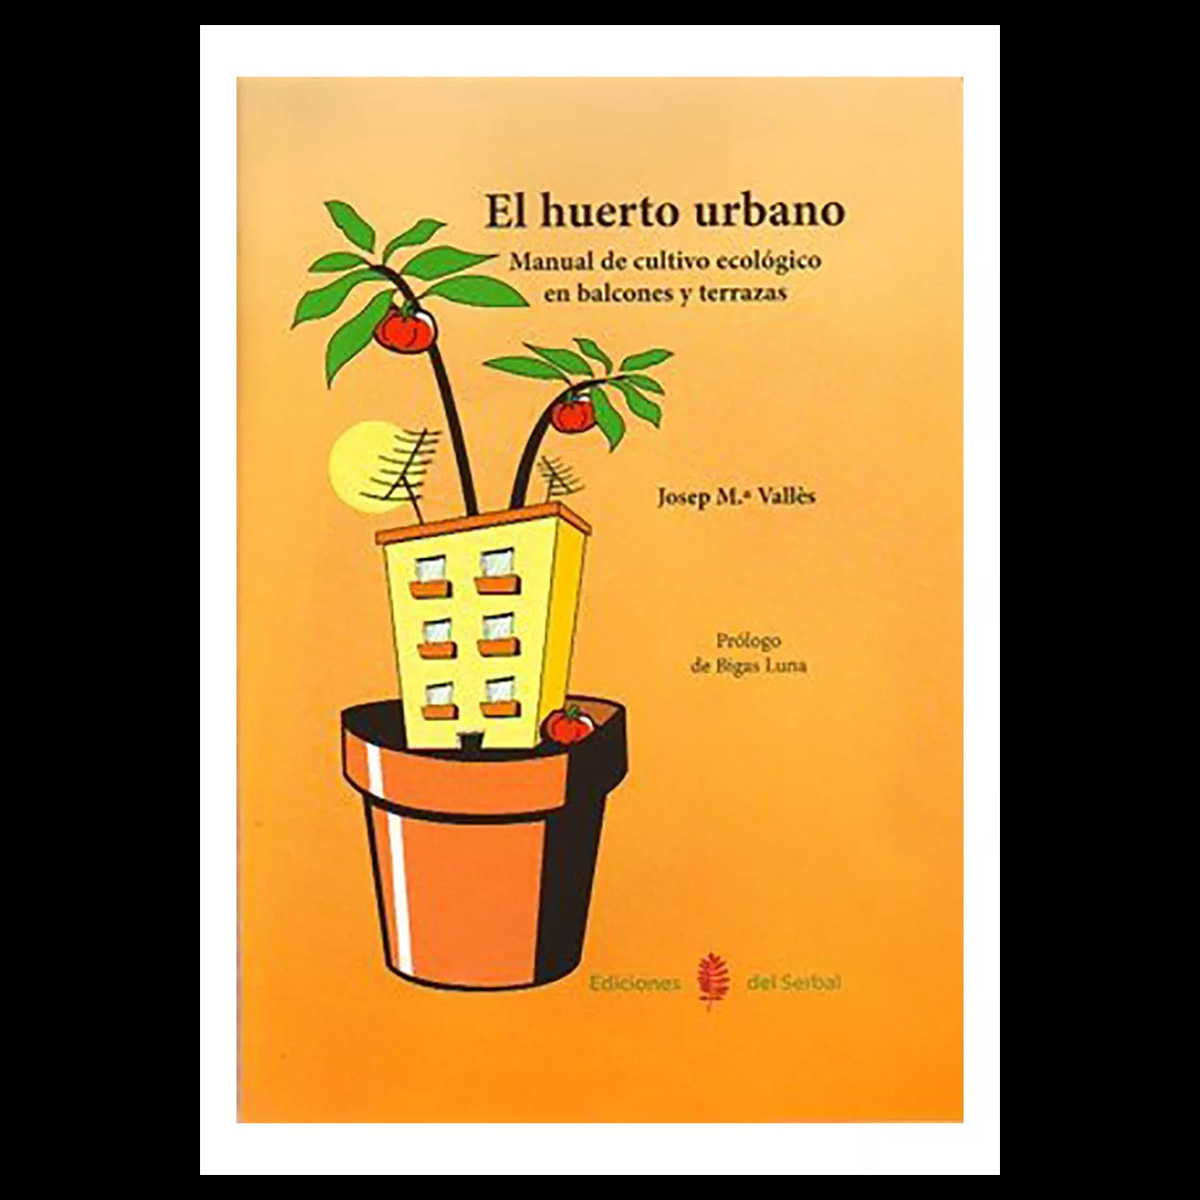 El huerto urbano
Manual de cultivo ecológico
en balcones y terrazas
Josep M.ª Vallès
Prólogo
de Bigas Luna
Ediciones del Serbal